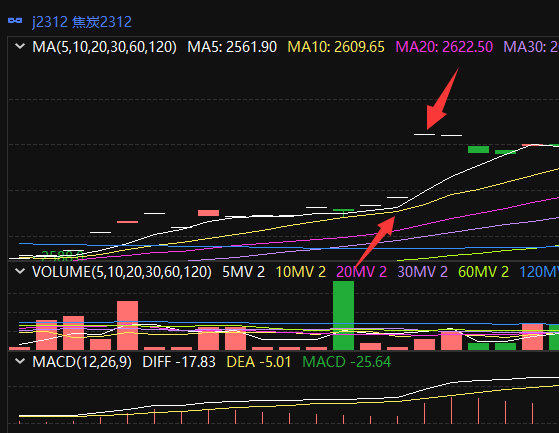 j2312 焦炭2312
MA(5,10,20,30,60,120) MA5: 2561.90 MA10: 2609.65 MA20: 2622.50 MA30: 2
VOLUME(5,10,20,30,60,120) 5MV 2 10MV 2 20MV 2 30MV 2 60MV 2 120MV
MACD(12,26,9) DIFF -17.83 DEA -5.01 MACD -25.64